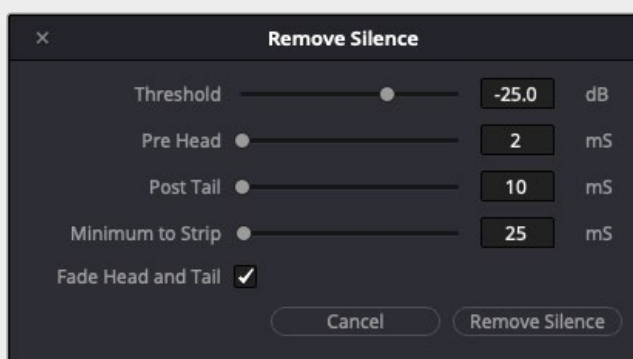 × Remove Silence
Threshold -25.0 dB
Pre Head 2 mS
Post Tail 10 mS
Minimum to Strip 25 mS
Fade Head and Tail
Cancel Remove Silence